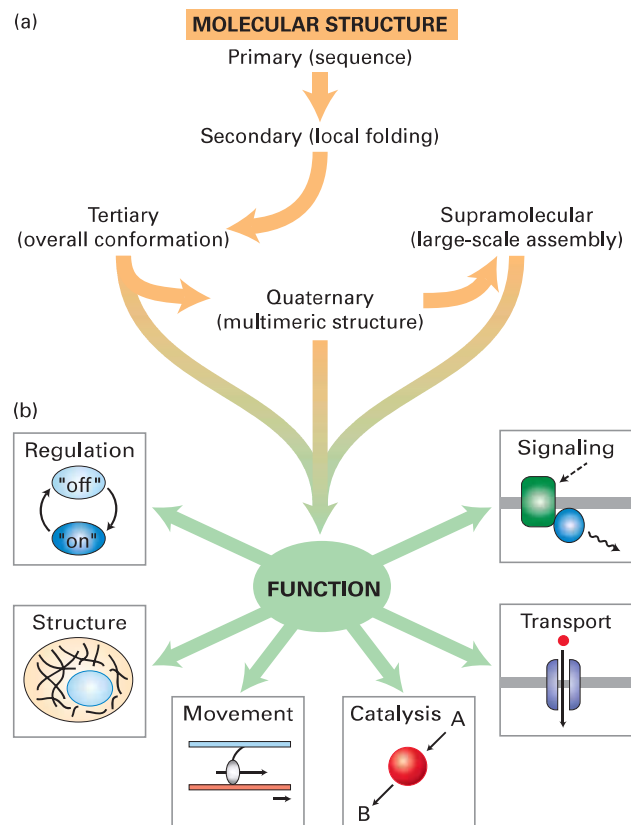 (a)
MOLECULAR STRUCTURE
Primary (sequence)
Secondary (local folding)
Tertiary
(overall conformation)
Supramolecular
(large-scale assembly)
Quaternary
(multimeric structure)
(b)
Regulation
"off"
"on"
Signaling
FUNCTION
Structure
Transport
Movement
Catalysis
A
B